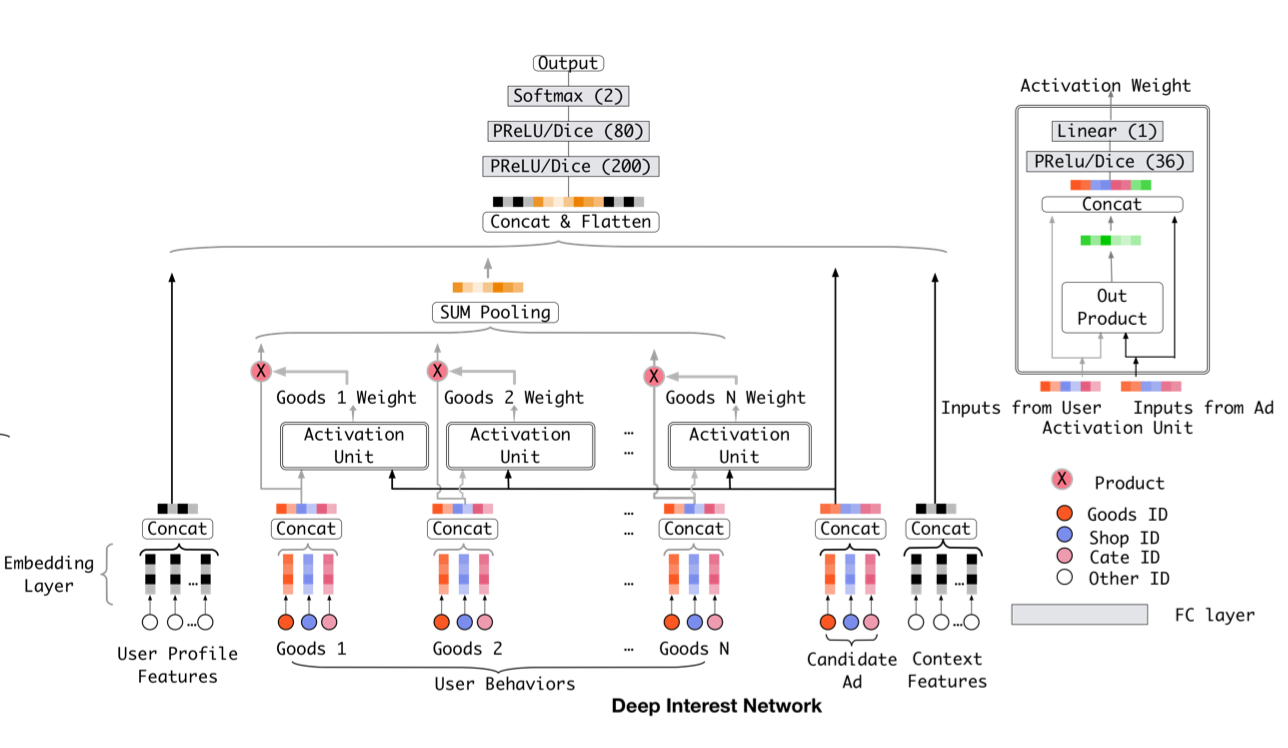 Output
Softmax (2)
PReLU/Dice (80)
PReLU/Dice (200)
Concat & Flatten
SUM Pooling
X
X
X
Goods 1 Weight
Goods 2 Weight
Goods N Weight
Activation
Unit
Activation
Unit
...
...
Activation
Unit
Concat
Concat
Concat
...
...
Concat
Concat
Concat
Embedding
Layer
...
...
...
...
...
User Profile
Features
Goods 1
Goods 2
...
Goods N
User Behaviors
Candidate
Ad
Context
Features
Deep Interest Network
Activation Weight
Linear (1)
PRelu/Dice (36)
Concat
Out
Product
Inputs from User
Inputs from Ad
Activation Unit
X
Product
Goods ID
Shop ID
Cate ID
Other ID
FC layer